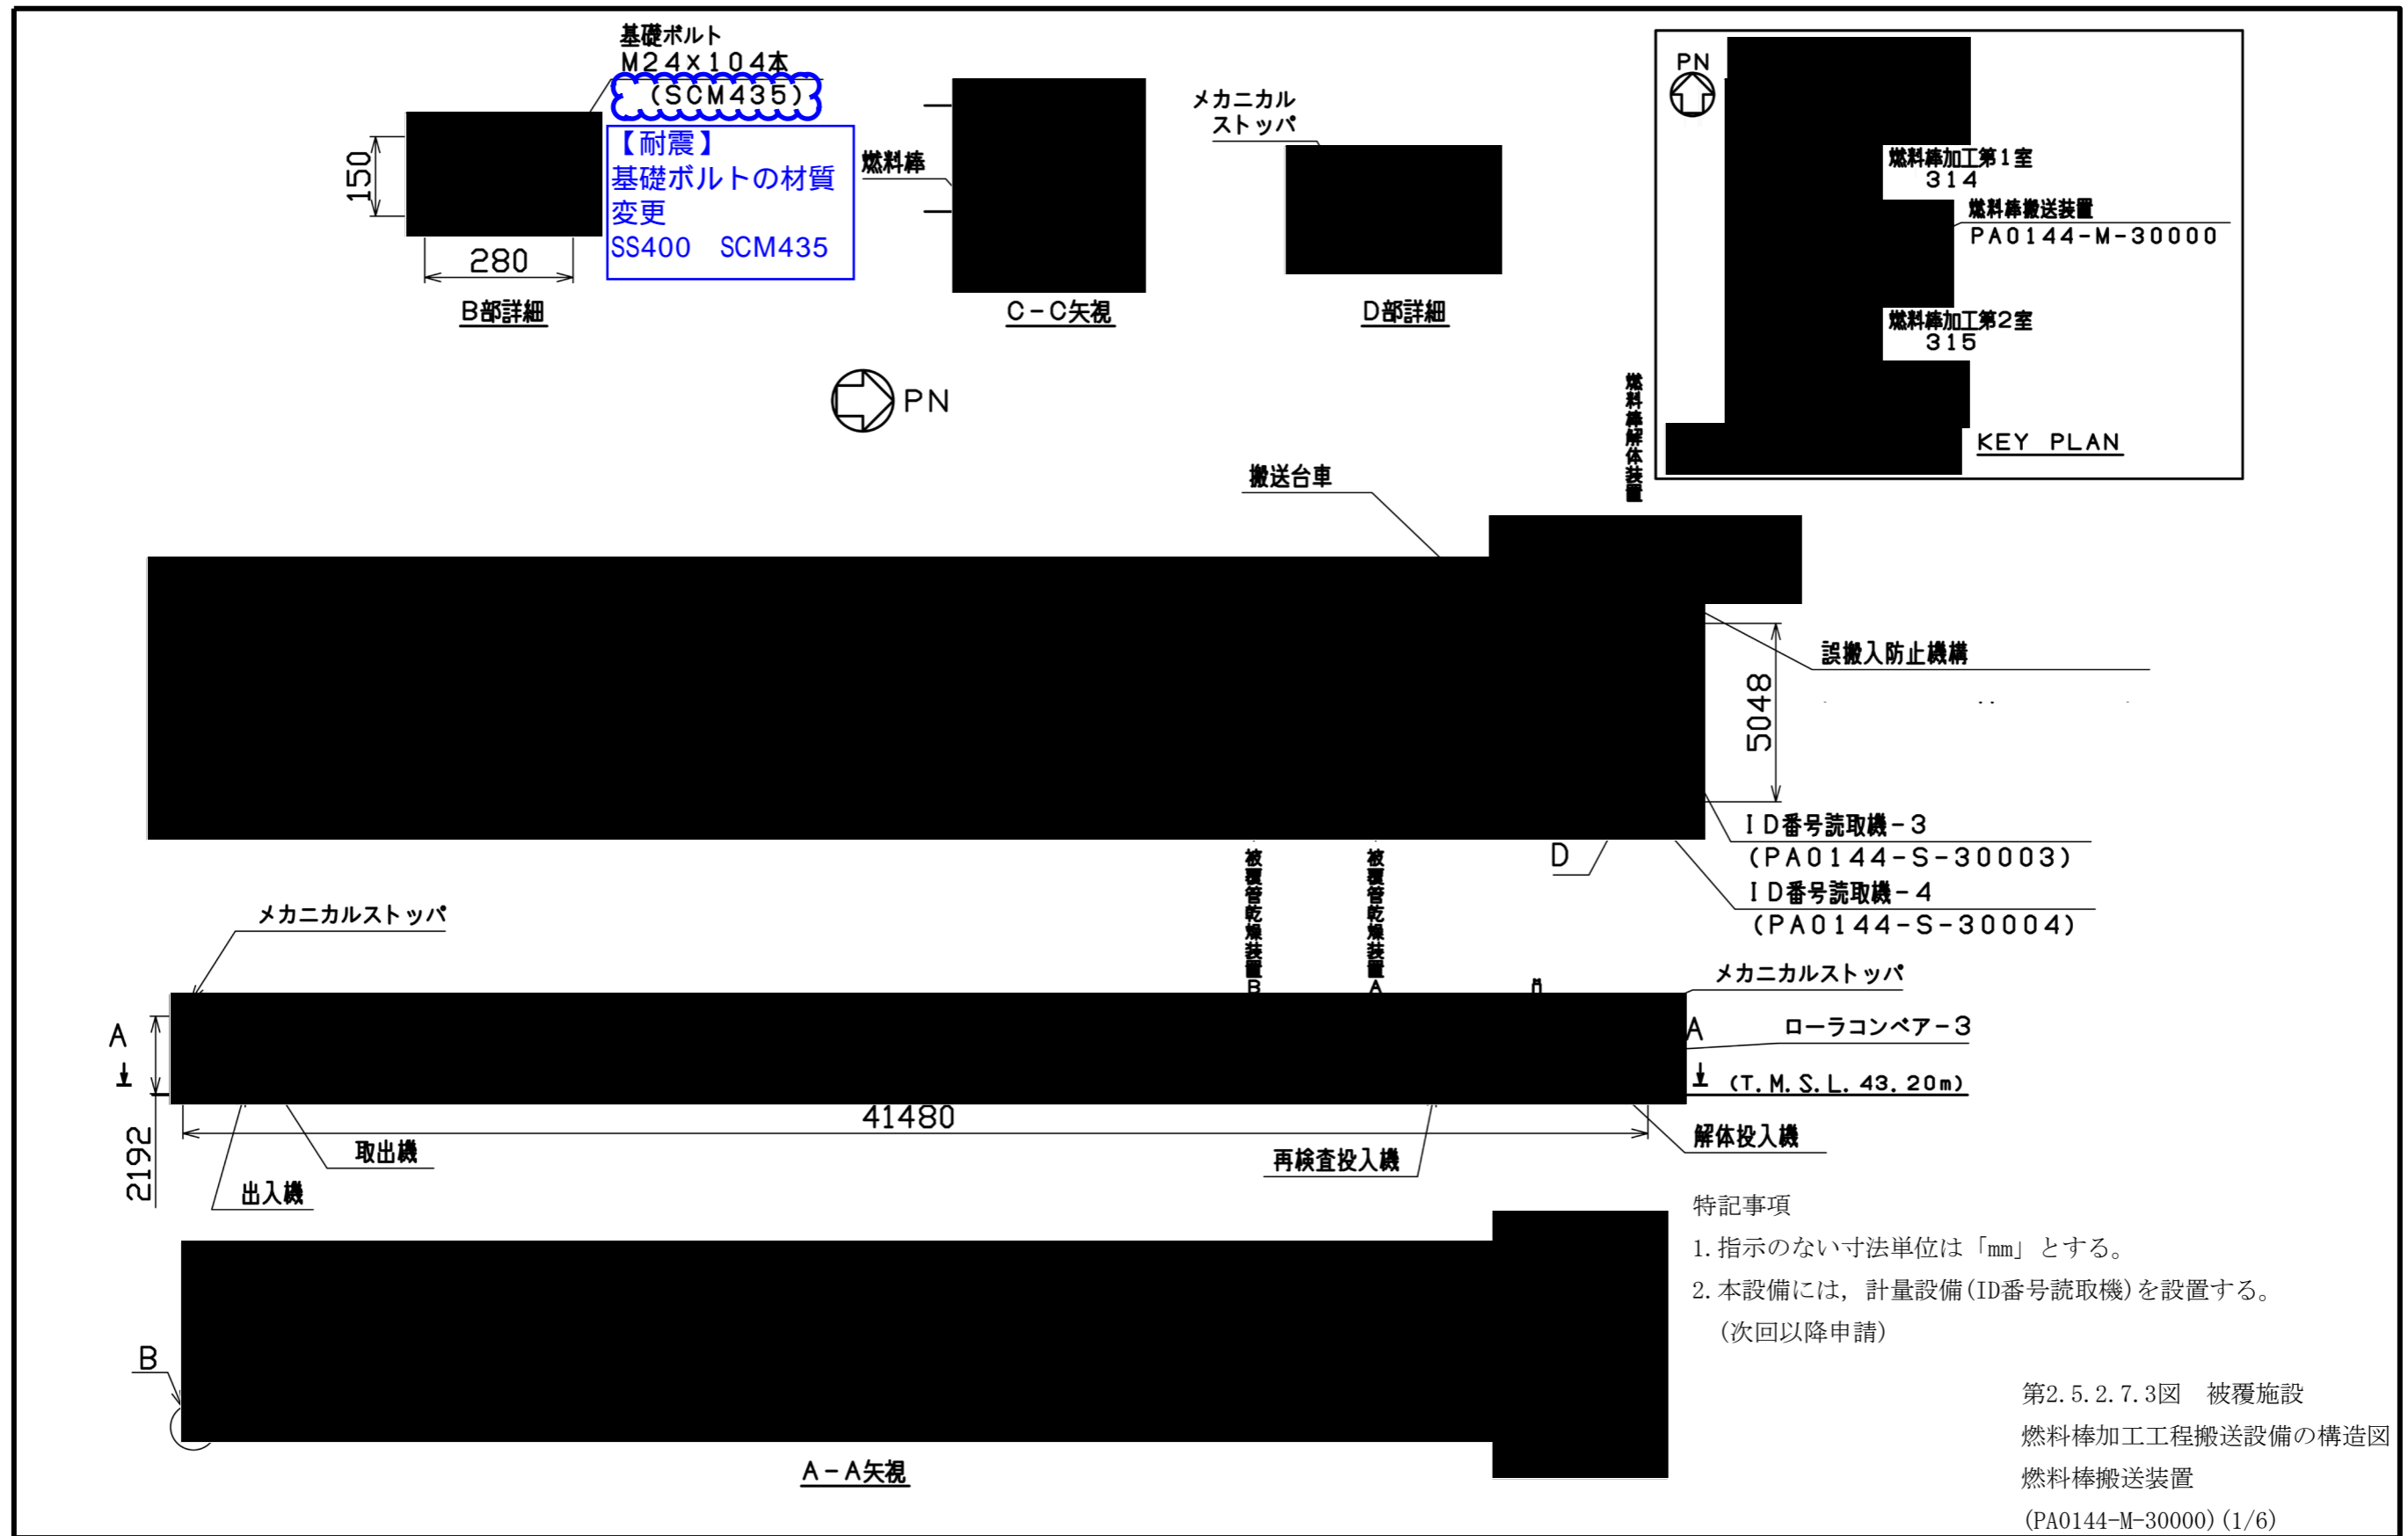 基礎ボルト
M24×104本
(SCM435)
【耐震】
基礎ボルトの材質
変更
SS400　SCM435
150
280
B部詳細
燃料棒
C-C矢視
メカニカル
ストッパ
D部詳細
PN
燃料棒加工第1室
314
燃料棒搬送装置
PA0144-M-30000
燃料棒加工第2室
315
KEY PLAN
PN
燃料棒解体装置
搬送台車
誤搬入防止機構
5048
ID番号読取機-3
(PA0144-S-30003)
ID番号読取機-4
(PA0144-S-30004)
D
被覆管乾燥装置B
被覆管乾燥装置A
メカニカルストッパ
メカニカルストッパ
A
A
ローラコンベア-3
(T.M.S.L.43.20m)
2192
41480
取出機
出入機
再検査投入機
解体投入機
特記事項
1.指示のない寸法単位は「mm」とする。
2.本設備には，計量設備(ID番号読取機)を設置する。
(次回以降申請)
B
A-A矢視
第2.5.2.7.3図　被覆施設
燃料棒加工工程搬送設備の構造図
燃料棒搬送装置
(PA0144-M-30000)(1/6)